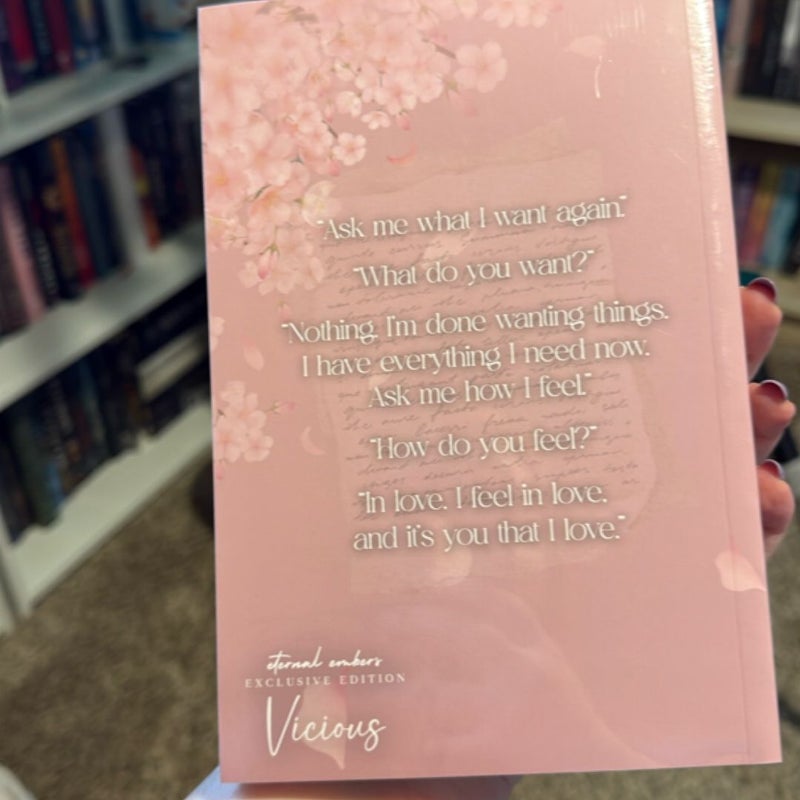 "Ask me what I want again."
"What do you want?"
"Nothing. I'm done wanting things.
I have everything I need now.
Ask me how I feel."
"How do you feel?"
"In love. I feel in love,
and it's you that I love."
eternal embers
EXCLUSIVE EDITION
Vicious